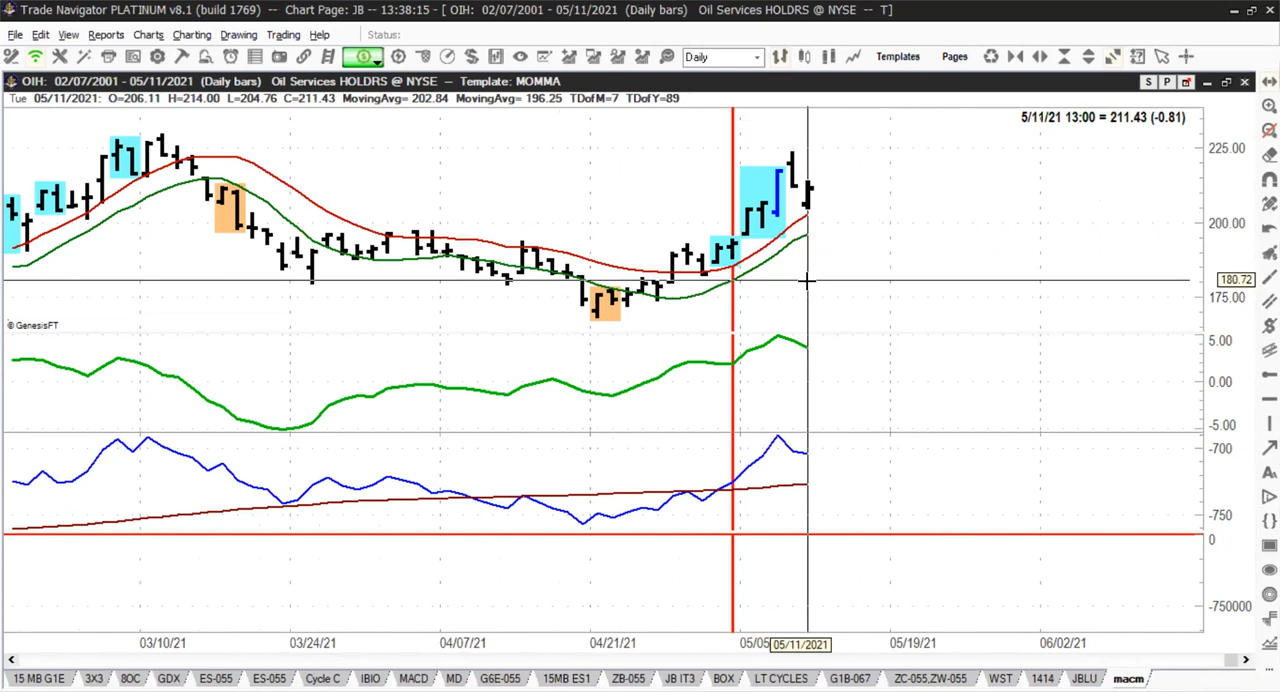 Trade Navigator PLATINUM v8.1 (build 1769) -- Chart Page: JB -- 13:38:15 - [ OIH: 02/07/2001 - 05/11/2021 (Daily bars) Oil Services HOLDRS @ NYSE -- T]
File Edit View Reports Charts Charting Drawing Trading Help Status:
Daily Templates Pages
OIH: 02/07/2001 - 05/11/2021 (Daily bars) Oil Services HOLDRS @ NYSE -- Template: MOMMA S P
Tue 05/11/2021: O=206.11 H=214.00 L=204.76 C=211.43 MovingAvg= 202.84 MovingAvg= 196.25 TDofM=7 TDofY=89
5/11/21 13:00 = 211.43 (-0.81)
225.00
200.00
180.72
175.00
© GenesisFT
5.00
0.00
-5.00
-700
-750
0
-750000
03/10/21 03/24/21 04/07/21 04/21/21 05/05 05/11/2021 05/19/21 06/02/21
15 MB G1E 3X3 8OC GDX ES-055 ES-055 Cycle C IBIO MACD MD G6E-055 15MB ES1 ZB-055 JB IT3 BOX LT CYCLES G1B-067 ZC-055,ZW-055 WST 1414 JBLU macm